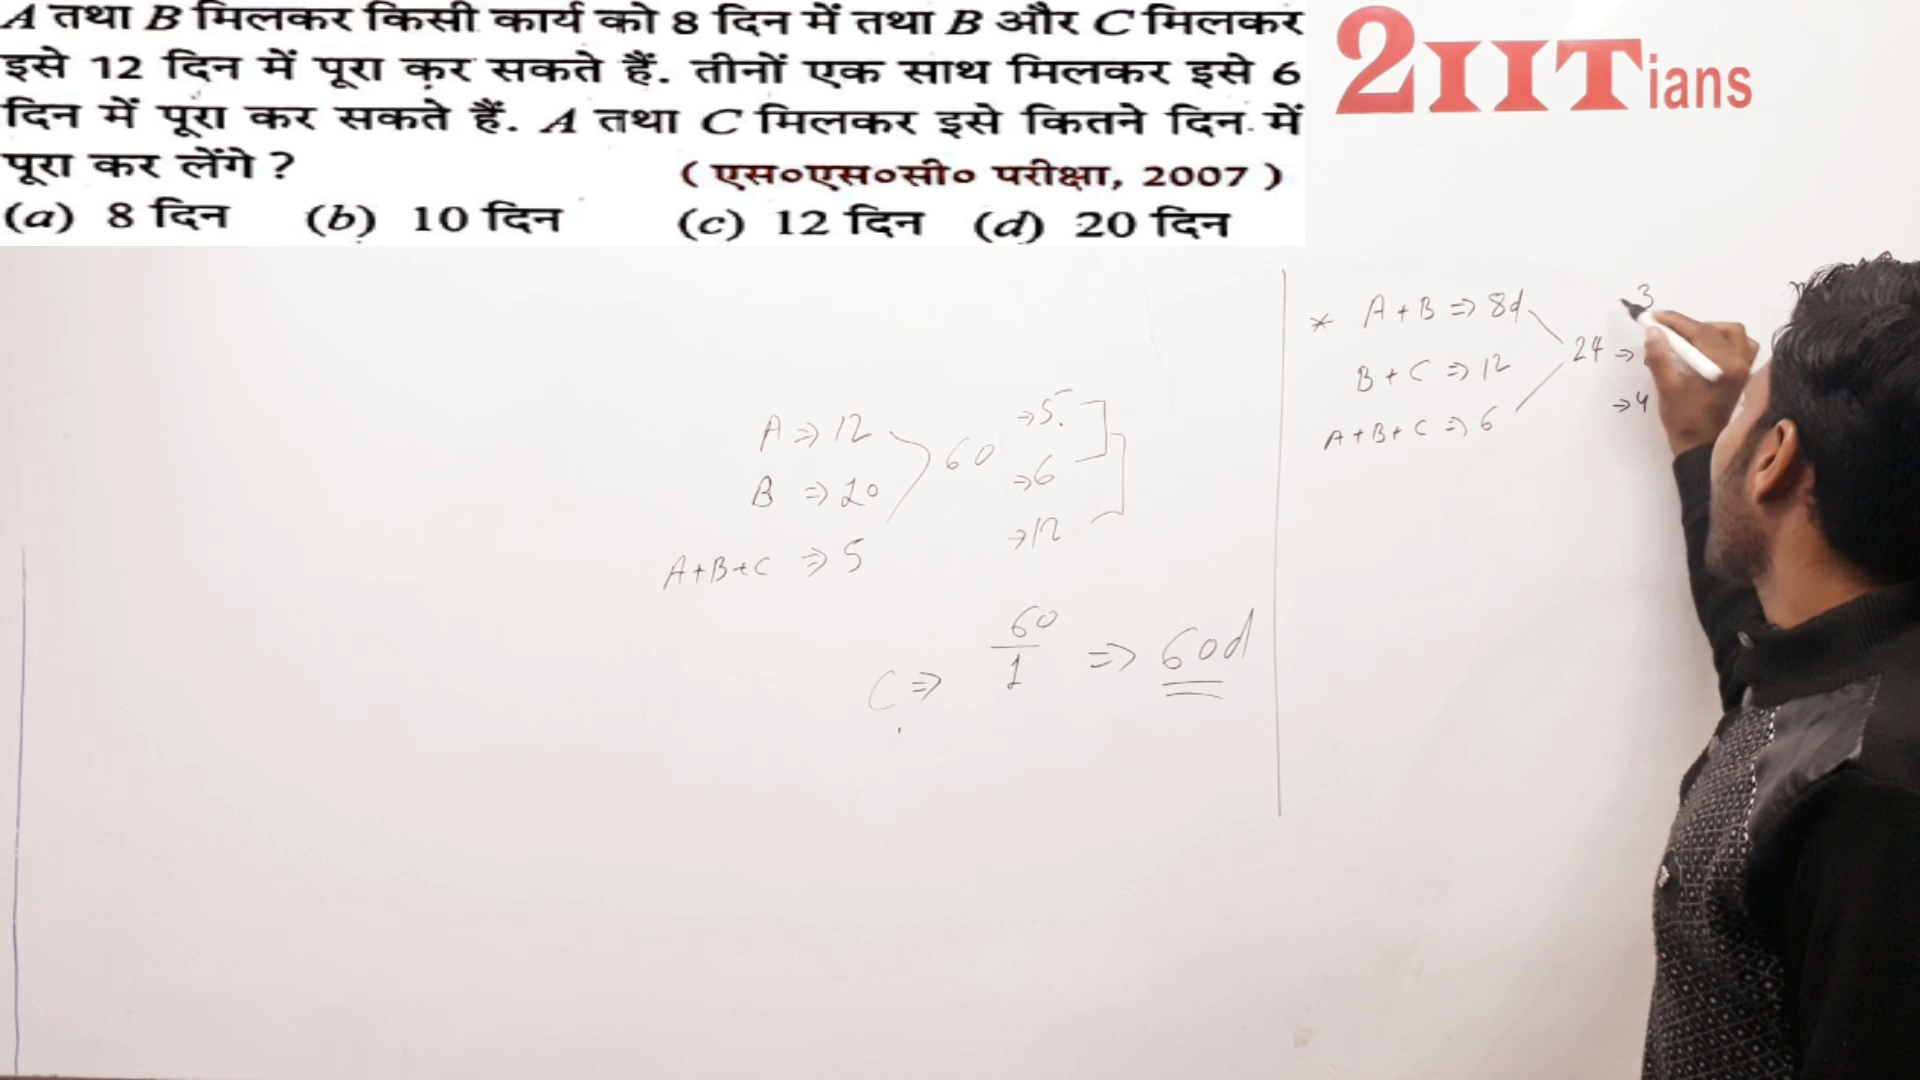 A तथा B मिलकर किसी कार्य को 8 दिन में तथा B और C मिलकर
इसे 12 दिन में पूरा कर सकते हैं. तीनों एक साथ मिलकर इसे 6
दिन में पूरा कर सकते हैं. A तथा C मिलकर इसे कितने दिन में
पूरा कर लेंगे ?
( एस०एस०सी० परीक्षा, 2007 )
(a) 8 दिन (b) 10 दिन (c) 12 दिन (d) 20 दिन
2IITians
A ⇒ 12
B ⇒ 20
A+B+C ⇒ 5
60
⇒ 5
⇒ 6
⇒ 12
C ⇒ 60/1 ⇒ 60d
* A + B ⇒ 8d
B + C ⇒ 12
A + B + C ⇒ 6
24
3
⇒
⇒ 4